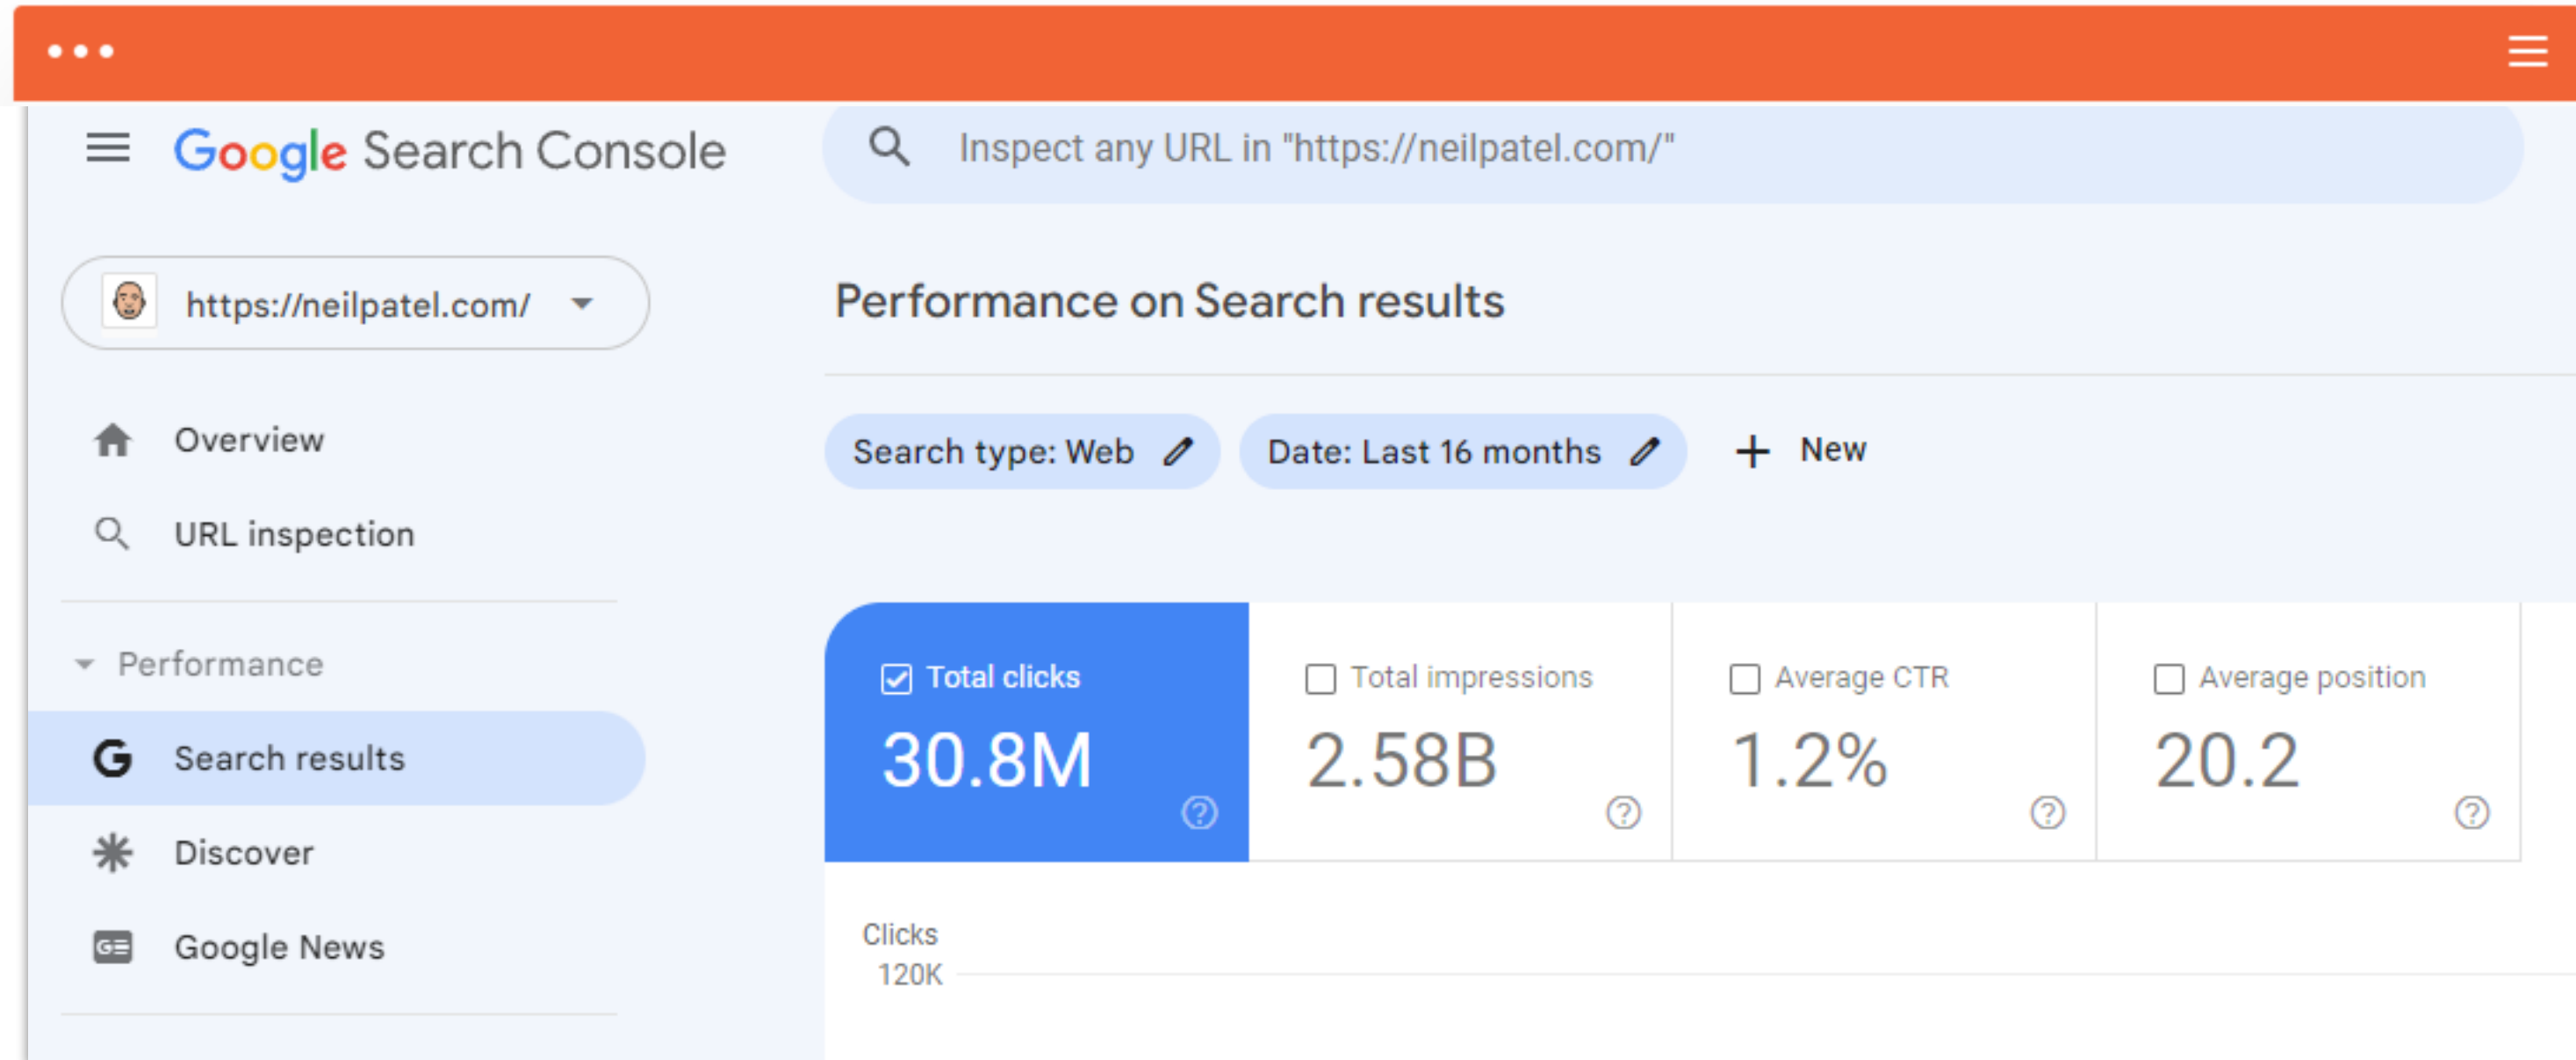 Google Search Console
Inspect any URL in "https://neilpatel.com/"
https://neilpatel.com/
Overview
URL inspection
Performance
Search results
Discover
Google News
Performance on Search results
Search type: Web
Date: Last 16 months
New
Total clicks
30.8M
Total impressions
2.58B
Average CTR
1.2%
Average position
20.2
Clicks
120K